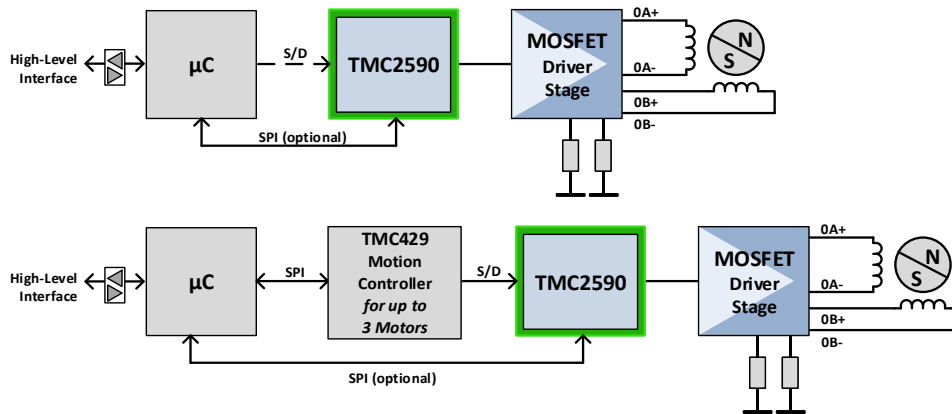 0A+
High-Level
Interface
µC
S/D
TMC2590
MOSFET
Driver
Stage
N
S
0A-
0B+
0B-
SPI (optional)
High-Level
Interface
µC
SPI
TMC429
Motion
Controller
for up to
3 Motors
S/D
TMC2590
MOSFET
Driver
Stage
0A+
N
S
0A-
0B+
0B-
SPI (optional)